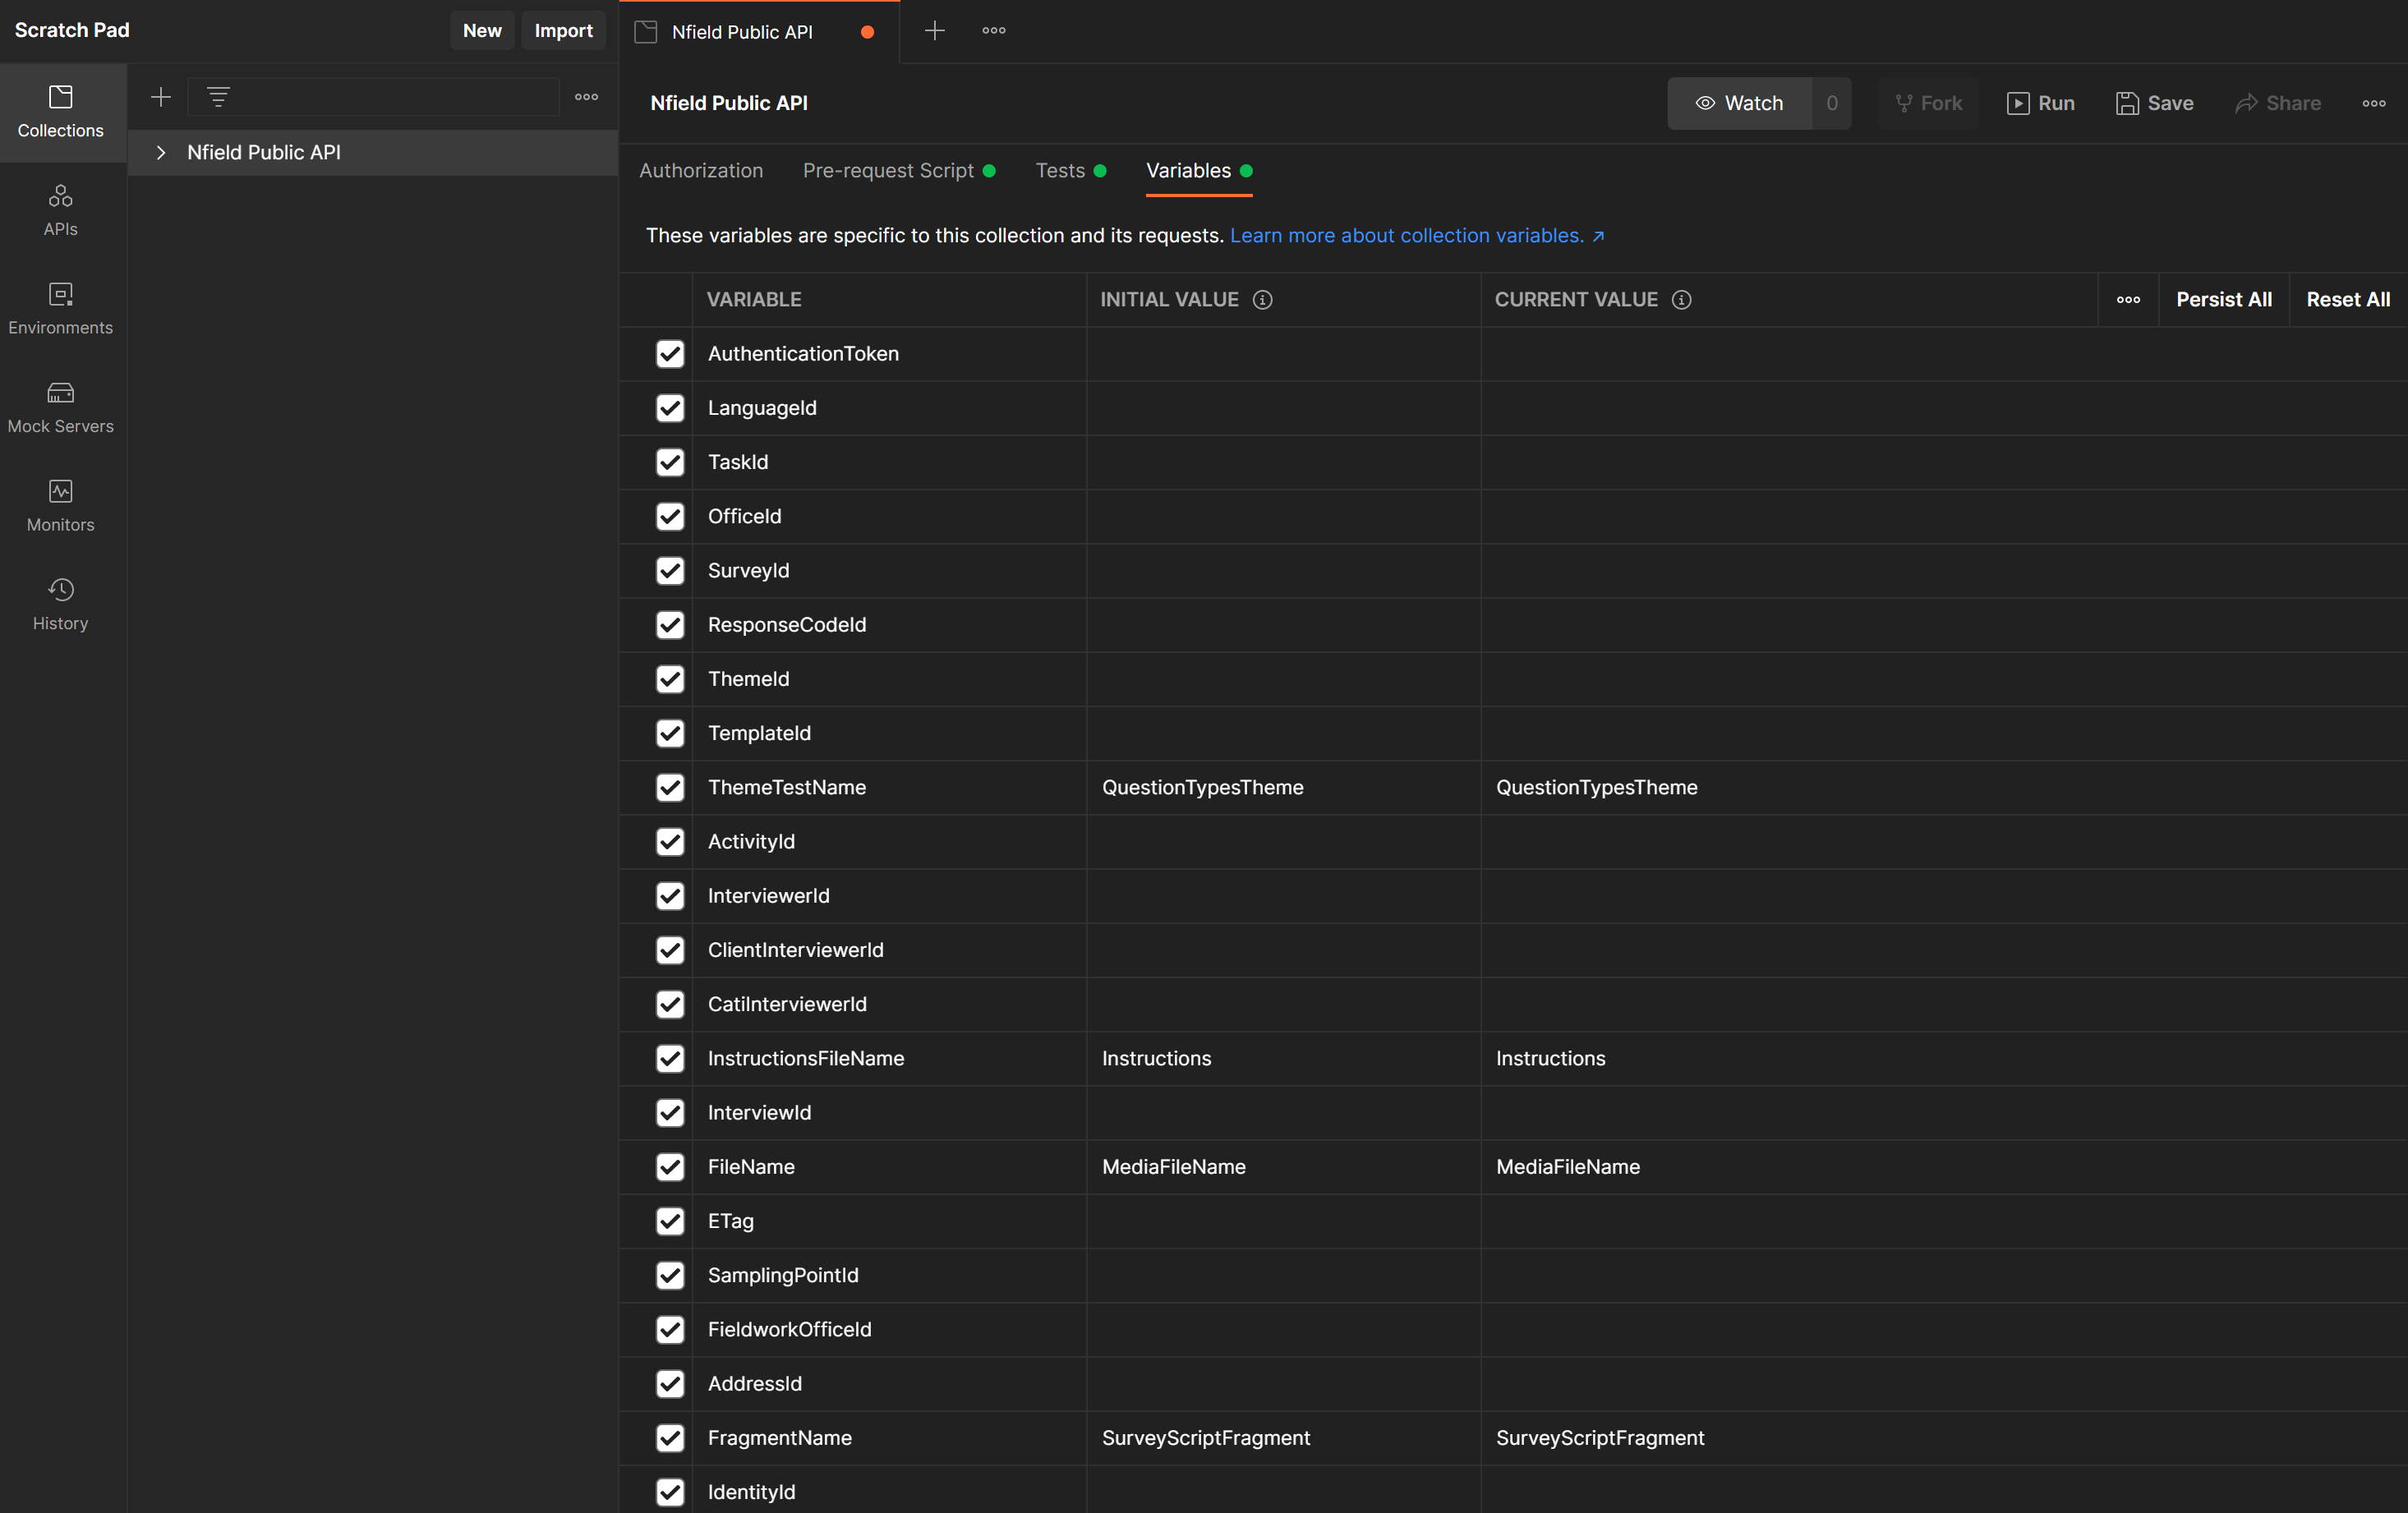 Scratch Pad
New
Import
Nfield Public API
Collections
APIs
Environments
Mock Servers
Monitors
History
Nfield Public API
Nfield Public API
Watch 0
Fork
Run
Save
Share
Authorization Pre-request Script Tests Variables
These variables are specific to this collection and its requests. Learn more about collection variables. ↗
VARIABLE INITIAL VALUE CURRENT VALUE Persist All Reset All
AuthenticationToken
LanguageId
TaskId
OfficeId
SurveyId
ResponseCodeId
ThemeId
TemplateId
ThemeTestName QuestionTypesTheme QuestionTypesTheme
ActivityId
InterviewerId
ClientInterviewerId
CatiInterviewerId
InstructionsFileName Instructions Instructions
InterviewId
FileName MediaFileName MediaFileName
ETag
SamplingPointId
FieldworkOfficeId
AddressId
FragmentName SurveyScriptFragment SurveyScriptFragment
IdentityId